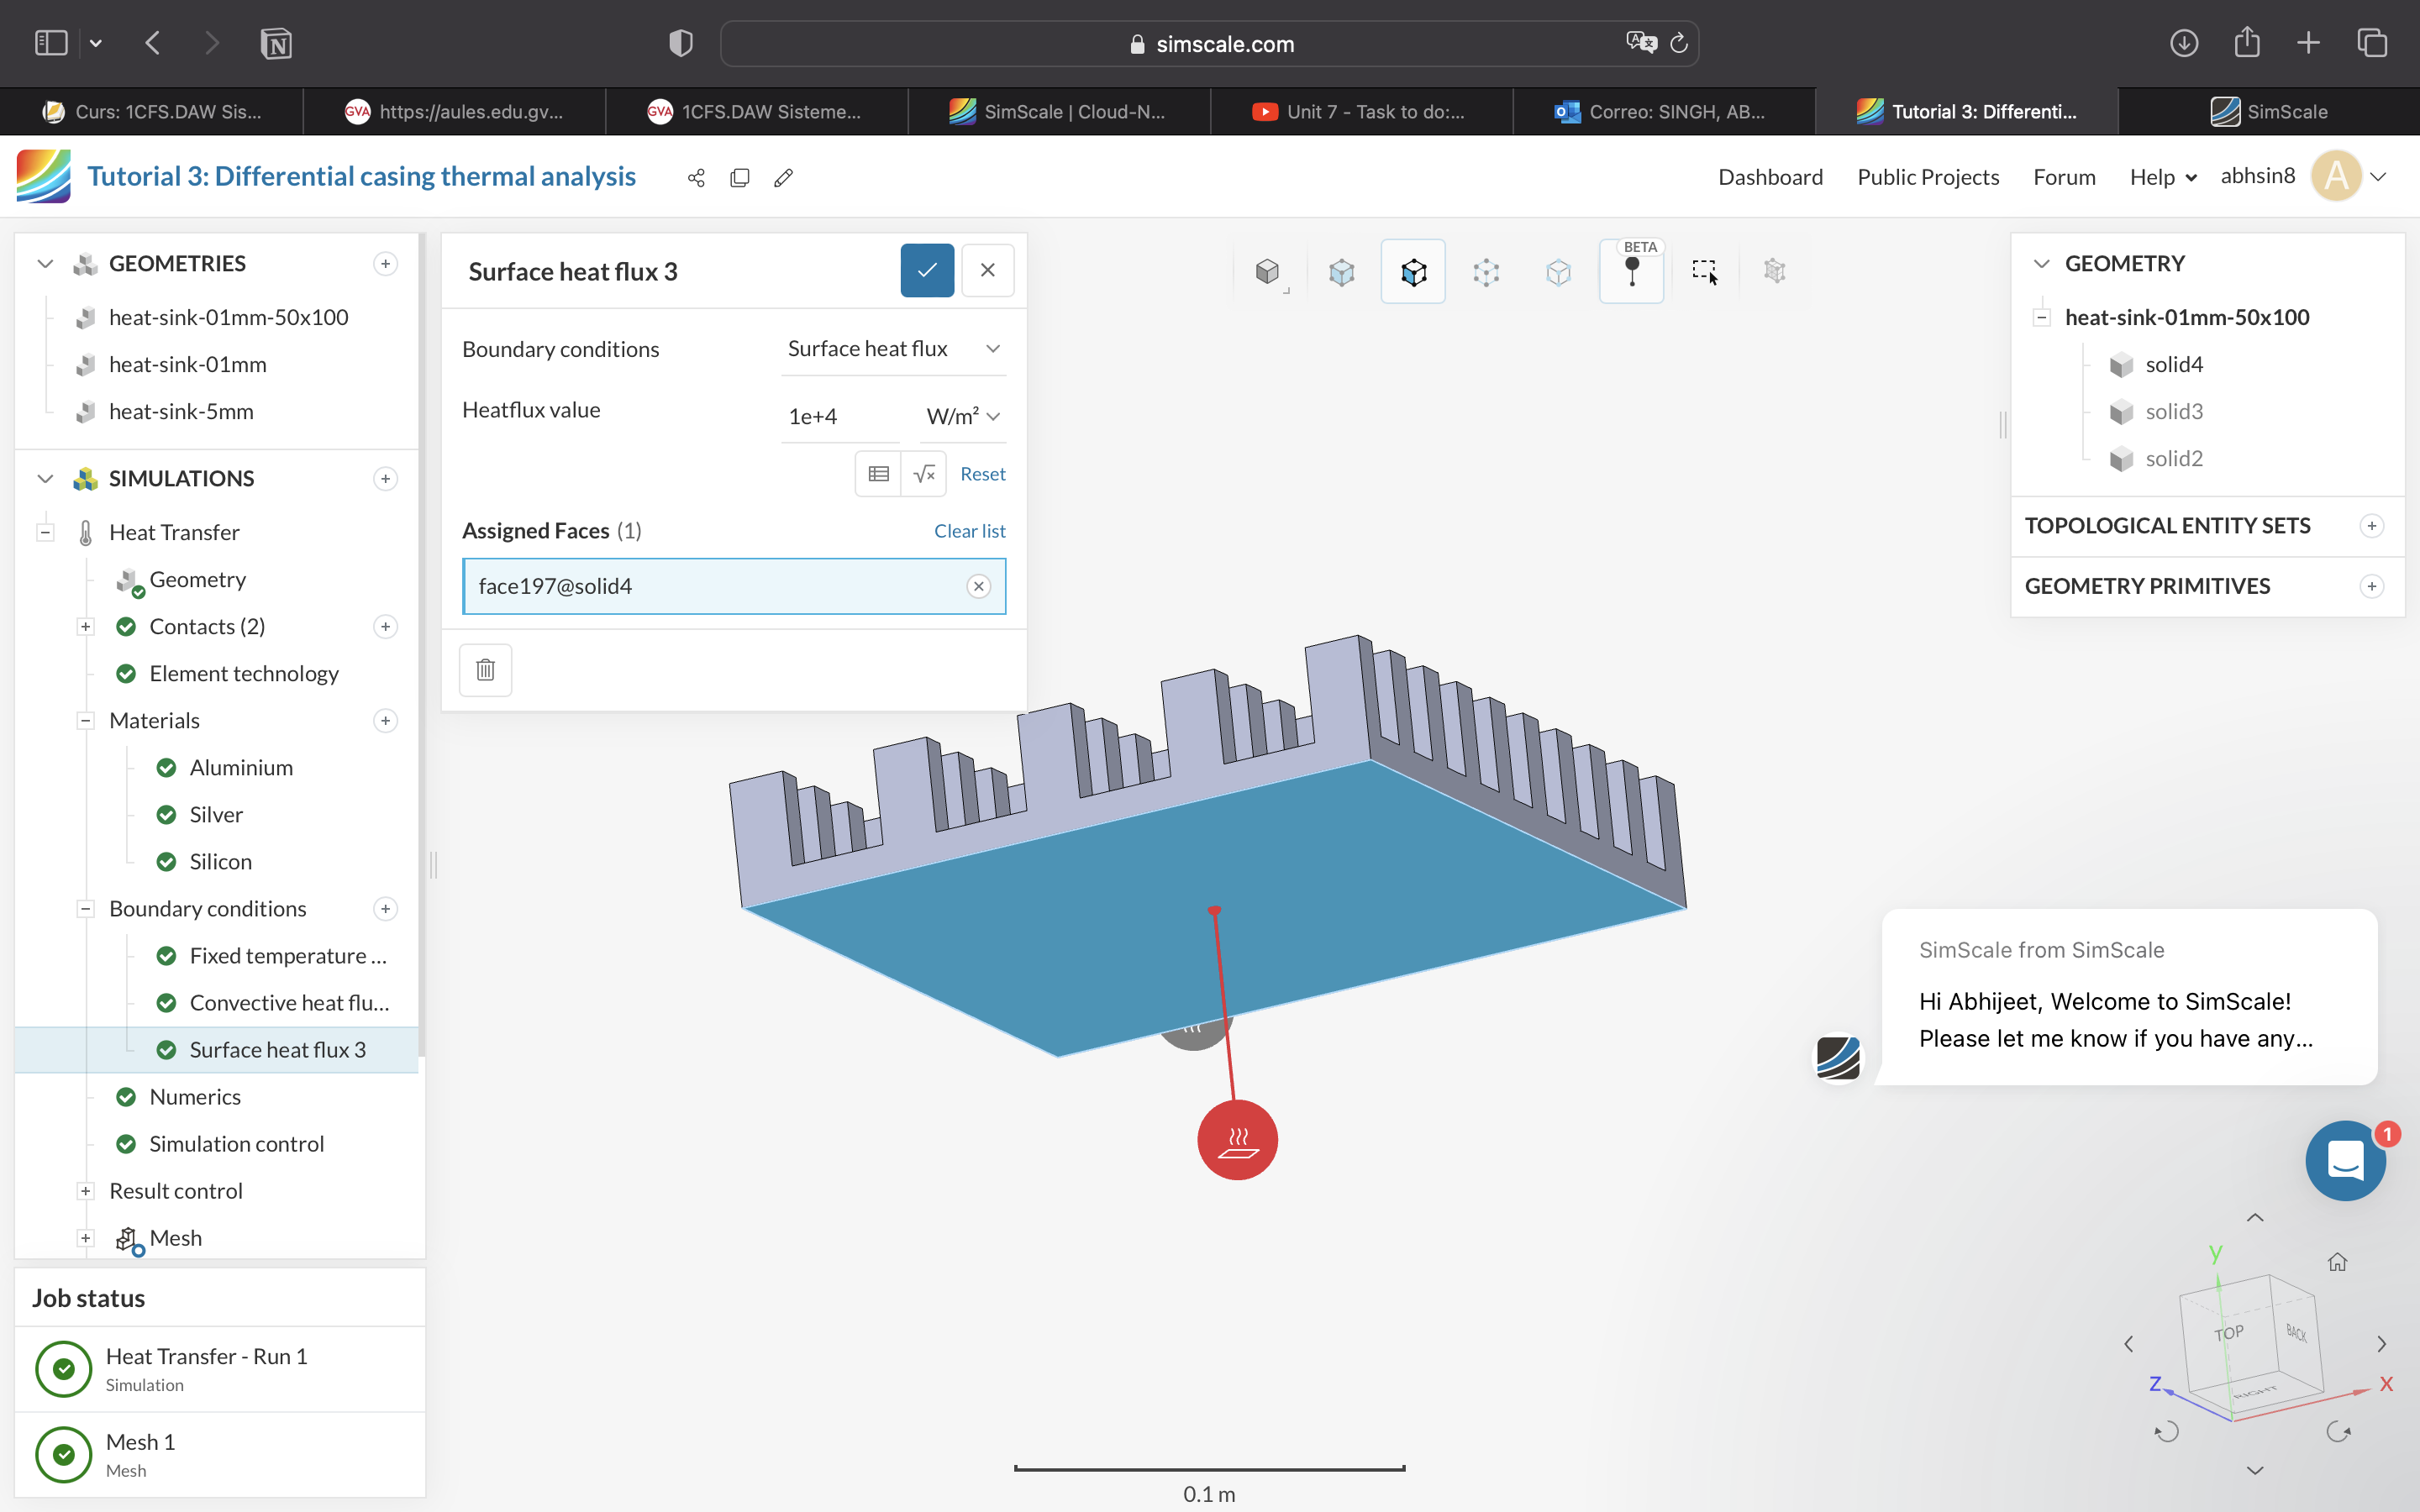 simscale.com
Curs: 1CFS.DAW Sis...
GVA
https://aules.edu.gv...
GVA
1CFS.DAW Sisteme...
SimScale | Cloud-N...
Unit 7 - Task to do:...
Correo: SINGH, AB...
Tutorial 3: Differenti...
SimScale
Tutorial 3: Differential casing thermal analysis
Dashboard
Public Projects
Forum
Help
abhsin8
A
GEOMETRIES
heat-sink-01mm-50x100
heat-sink-01mm
heat-sink-5mm
SIMULATIONS
Heat Transfer
Geometry
Contacts (2)
Element technology
Materials
Aluminium
Silver
Silicon
Boundary conditions
Fixed temperature ...
Convective heat flu...
Surface heat flux 3
Numerics
Simulation control
Result control
Mesh
Job status
Heat Transfer - Run 1
Simulation
Mesh 1
Mesh
Surface heat flux 3
Boundary conditions
Surface heat flux
Heatflux value
1e+4
W/m²
Reset
Assigned Faces (1)
Clear list
face197@solid4
BETA
GEOMETRY
heat-sink-01mm-50x100
solid4
solid3
solid2
TOPOLOGICAL ENTITY SETS
GEOMETRY PRIMITIVES
SimScale from SimScale
Hi Abhijeet, Welcome to SimScale!
Please let me know if you have any...
1
y
TOP
BACK
RIGHT
Z
X
0.1 m